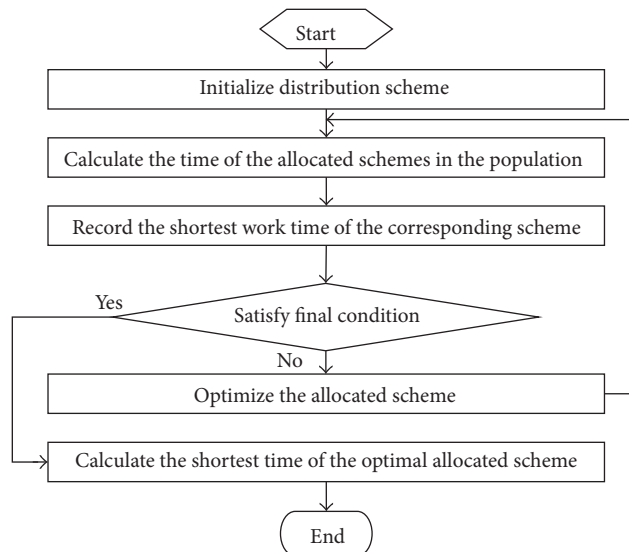 Start
Initialize distribution scheme
Calculate the time of the allocated schemes in the population
Record the shortest work time of the corresponding scheme
Yes
Satisfy final condition
No
Optimize the allocated scheme
Calculate the shortest time of the optimal allocated scheme
End